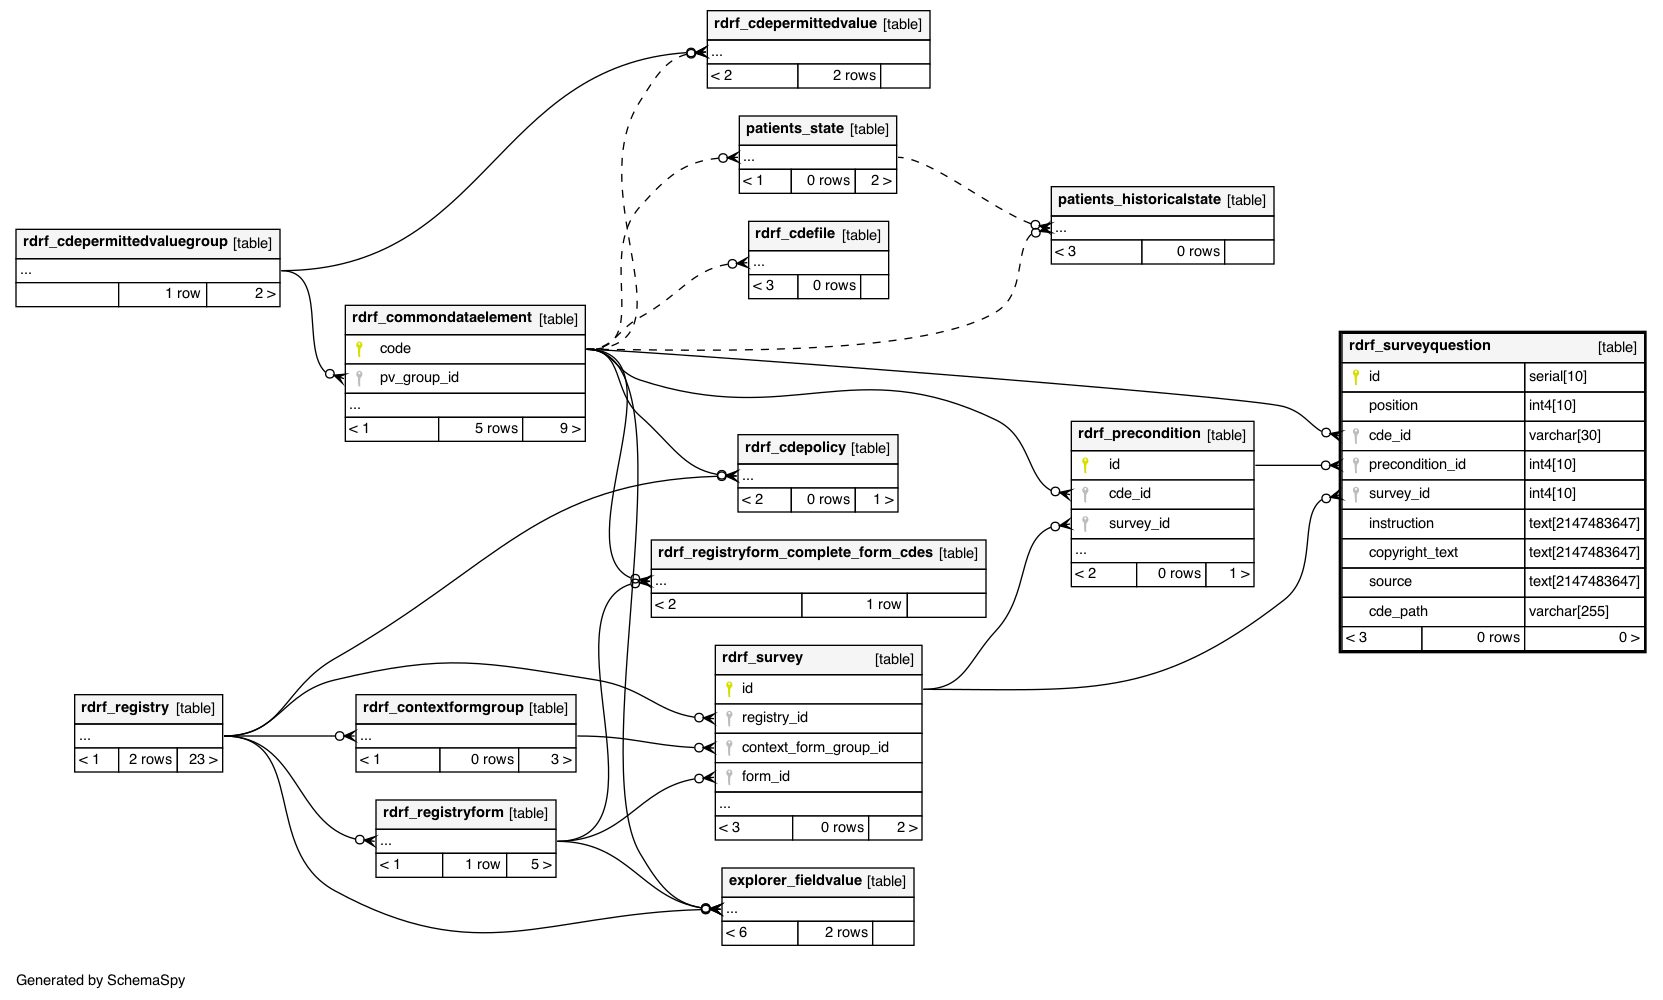 rdrf_cdepermittedvalue [table]
...
< 2 2 rows
patients_state [table]
...
< 1 0 rows 2 >
patients_historicalstate [table]
...
< 3 0 rows
rdrf_cdefile [table]
...
< 3 0 rows
rdrf_cdepermittedvaluegroup [table]
...
1 row 2 >
rdrf_commondataelement [table]
code
pv_group_id
...
< 1 5 rows 9 >
rdrf_surveyquestion [table]
id serial[10]
position int4[10]
cde_id varchar[30]
precondition_id int4[10]
survey_id int4[10]
instruction text[2147483647]
copyright_text text[2147483647]
source text[2147483647]
cde_path varchar[255]
< 3 0 rows 0 >
rdrf_precondition [table]
id
cde_id
survey_id
...
< 2 0 rows 1 >
rdrf_cdepolicy [table]
...
< 2 0 rows 1 >
rdrf_registryform_complete_form_cdes [table]
...
< 2 1 row
rdrf_survey [table]
id
registry_id
context_form_group_id
form_id
...
< 3 0 rows 2 >
rdrf_registry [table]
...
< 1 2 rows 23 >
rdrf_contextformgroup [table]
...
< 1 0 rows 3 >
rdrf_registryform [table]
...
< 1 1 row 5 >
explorer_fieldvalue [table]
...
< 6 2 rows
Generated by SchemaSpy